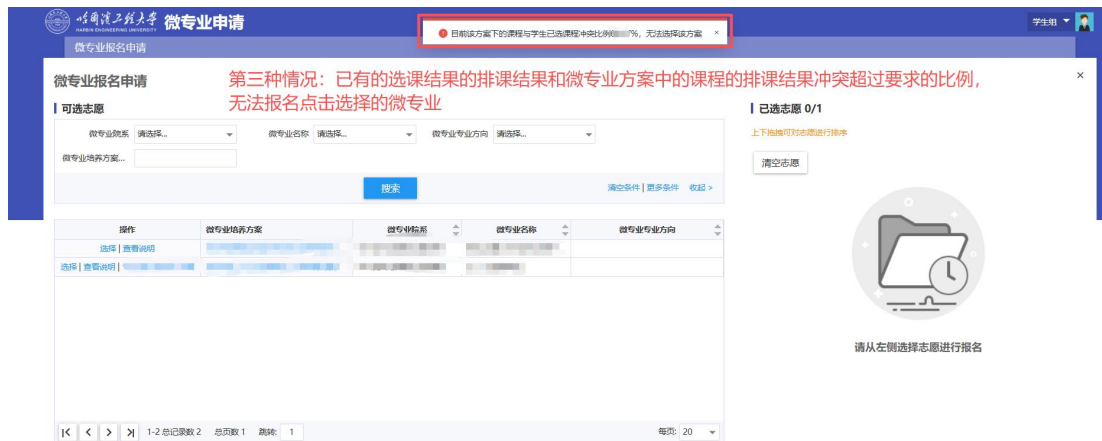 哈爾濱工程大学 微专业申请
HARBIN ENGINEERING UNIVERSITY
目前该方案下的课程与学生已选课程冲突比例 %，无法选择该方案 ×
学生组
微专业报名申请
微专业报名申请
×
第三种情况：已有的选课结果的排课结果和微专业方案中的课程的排课结果冲突超过要求的比例，
无法报名点击选择的微专业
可选志愿
微专业院系 请选择... 微专业名称 请选择... 微专业专业方向 请选择...
微专业培养方案...
搜索 清空条件 | 更多条件 收起 >
操作 微专业培养方案 微专业院系 微专业名称 微专业专业方向
选择 | 查看说明
选择 | 查看说明 |
1-2 总记录数 2 总页数 1 跳转: 1 每页: 20
已选志愿 0/1
上下拖拽可对志愿进行排序
清空志愿
请从左侧选择志愿进行报名